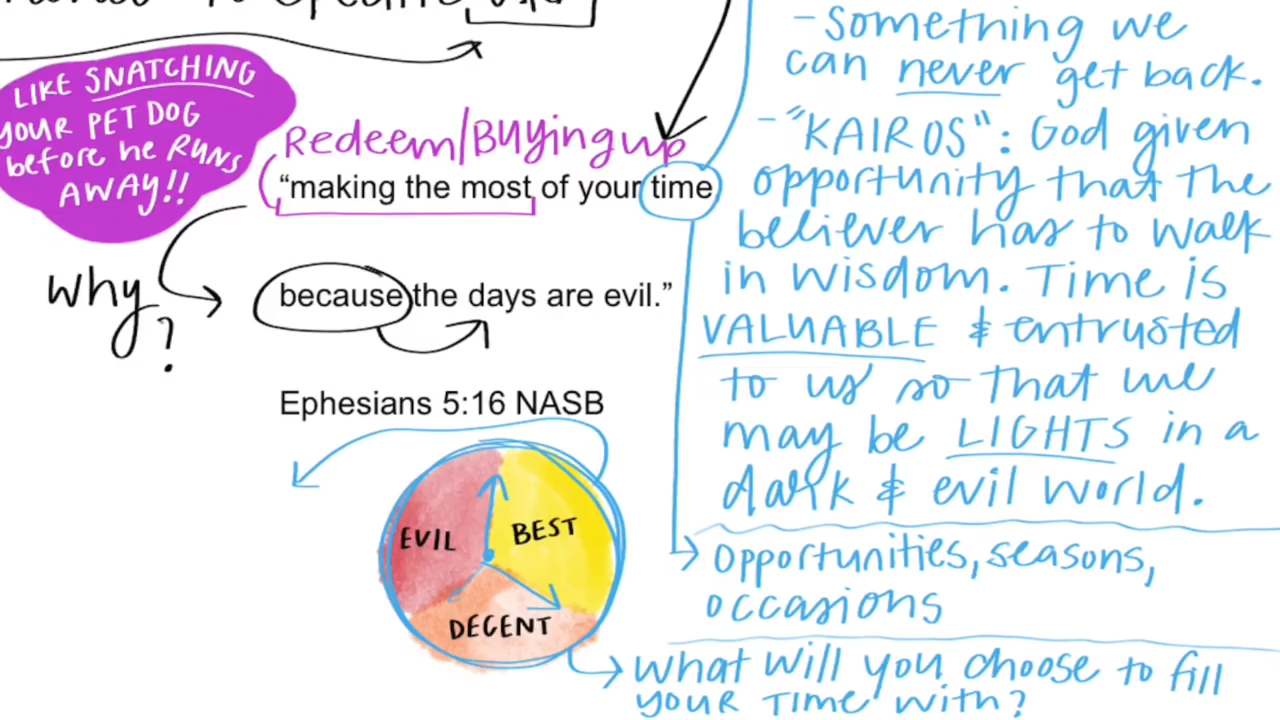 LIKE SNATCHING
YOUR PET DOG
before he RUNS
AWAY!!
Redeem/Buying up
“making the most of your time
Why
?
because the days are evil.”
Ephesians 5:16 NASB
EVIL
BEST
DECENT
- Something we
can never get back.
- "KAIROS": God given
opportunity that the
believer has to walk
in wisdom. Time is
VALUABLE & entrusted
to us so that we
may be LIGHTS in a
dark & evil world.
opportunities, seasons,
occasions
What will you choose to fill
your time with?